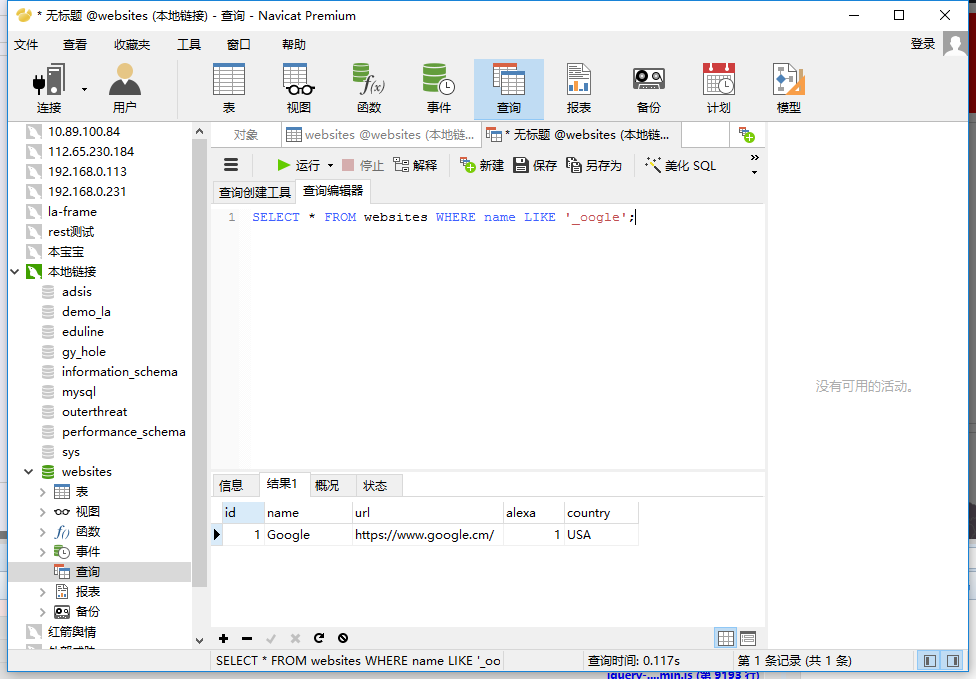 * 无标题 @websites (本地链接) - 查询 - Navicat Premium
文件 查看 收藏夹 工具 窗口 帮助 登录
连接 用户 表 视图 函数 事件 查询 报表 备份 计划 模型
10.89.100.84
112.65.230.184
192.168.0.113
192.168.0.231
la-frame
rest测试
本宝宝
本地链接
adsis
demo_la
eduline
gy_hole
information_schema
mysql
outerthreat
performance_schema
sys
websites
表
视图
函数
事件
查询
报表
备份
红箭舆情
对象 websites @websites (本地链... * 无标题 @websites (本地链...
运行 停止 解释 新建 保存 另存为 美化 SQL
查询创建工具 查询编辑器
1 SELECT * FROM websites WHERE name LIKE '_oogle';
没有可用的活动。
信息 结果1 概况 状态
id name url alexa country
1 Google https://www.google.cm/ 1 USA
SELECT * FROM websites WHERE name LIKE '_oo 查询时间: 0.117s 第 1 条记录 (共 1 条)
jquery-....min.js (第 9193 行)